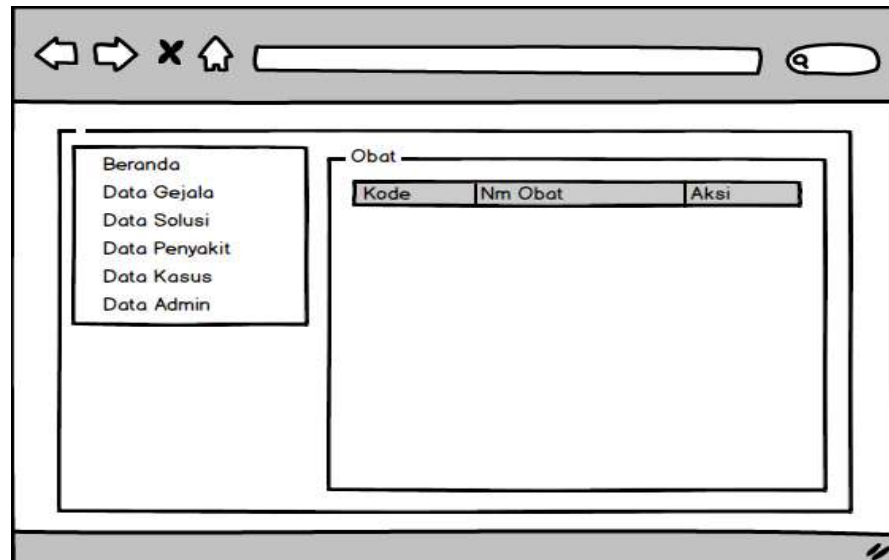 Beranda
Data Gejala
Data Solusi
Data Penyakit
Data Kasus
Data Admin
Obat
Kode Nm Obat Aksi